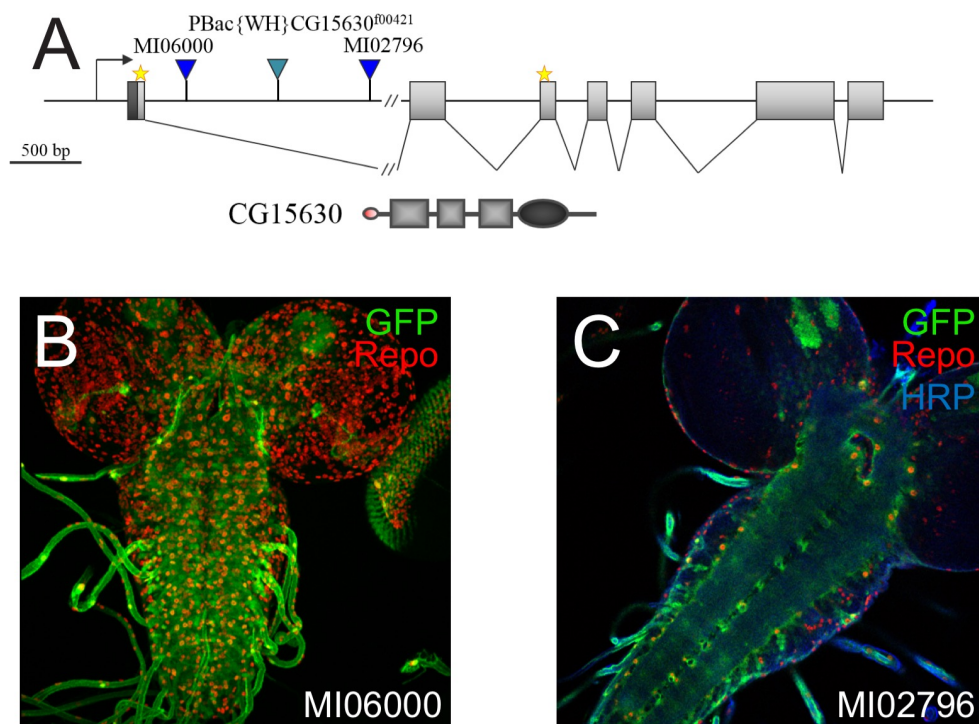 A
PBac{WH}CG15630f00421
MI06000
MI02796
//
500 bp
//
CG15630
B
GFP
Repo
MI06000
C
GFP
Repo
HRP
MI02796